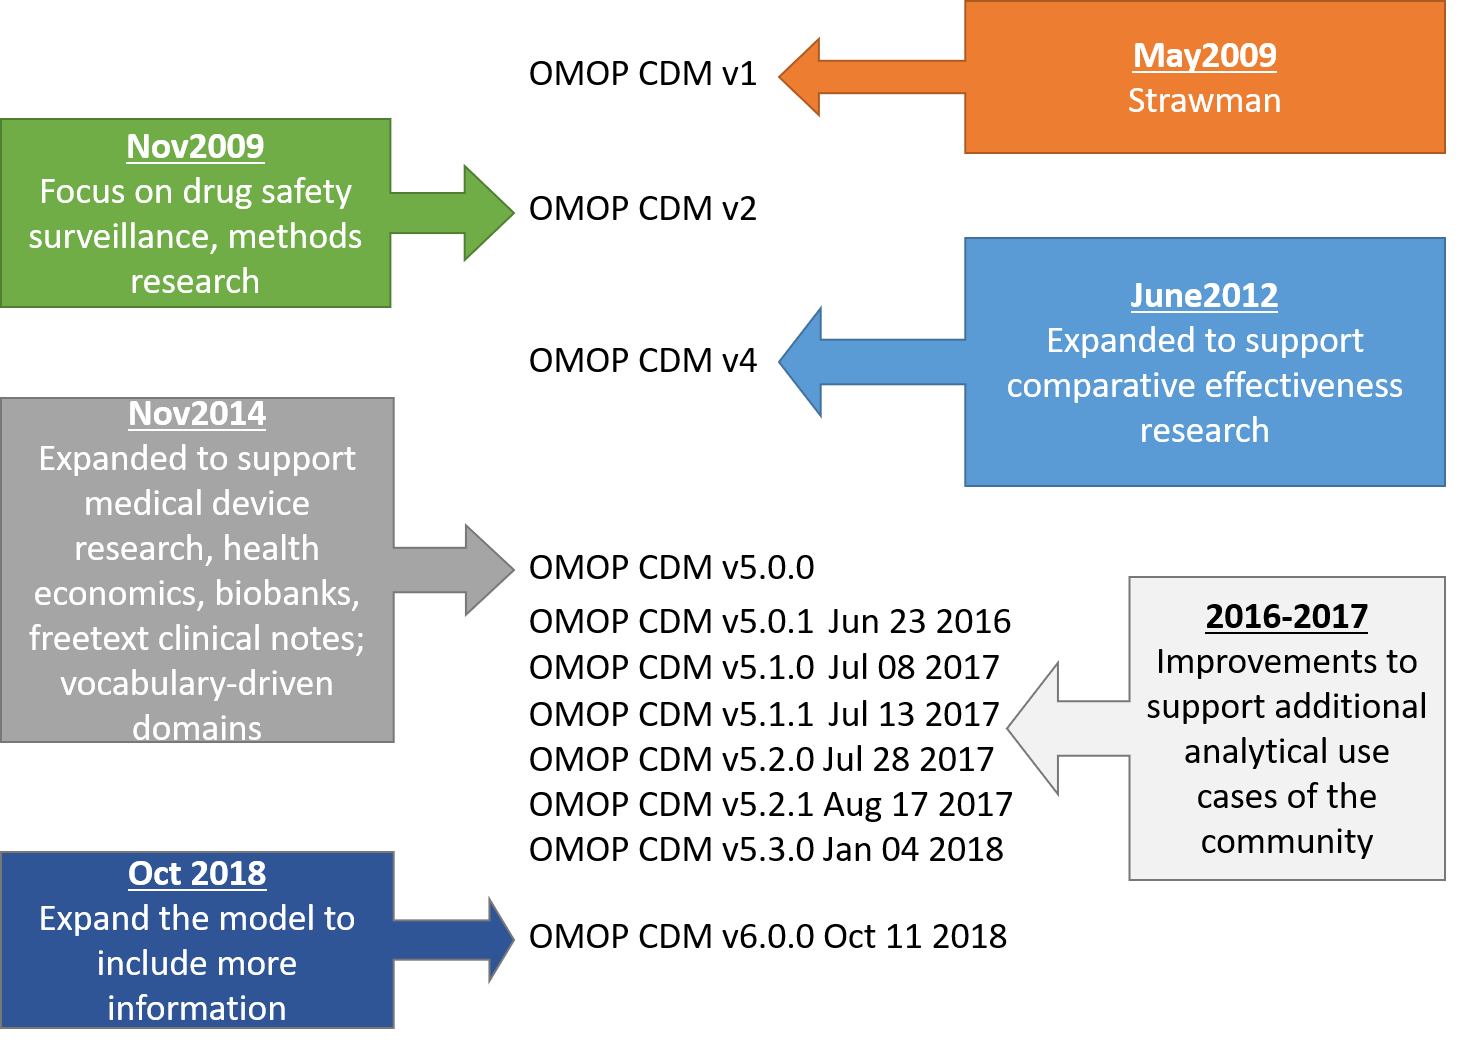 OMOP CDM v1
May2009
Strawman
Nov2009
Focus on drug safety
surveillance, methods
research
OMOP CDM v2
June2012
Expanded to support
comparative effectiveness
research
OMOP CDM v4
Nov2014
Expanded to support
medical device
research, health
economics, biobanks,
freetext clinical notes;
vocabulary-driven
domains
OMOP CDM v5.0.0
OMOP CDM v5.0.1 Jun 23 2016
OMOP CDM v5.1.0 Jul 08 2017
OMOP CDM v5.1.1 Jul 13 2017
OMOP CDM v5.2.0 Jul 28 2017
OMOP CDM v5.2.1 Aug 17 2017
OMOP CDM v5.3.0 Jan 04 2018
2016-2017
Improvements to
support additional
analytical use
cases of the
community
Oct 2018
Expand the model to
include more
information
OMOP CDM v6.0.0 Oct 11 2018